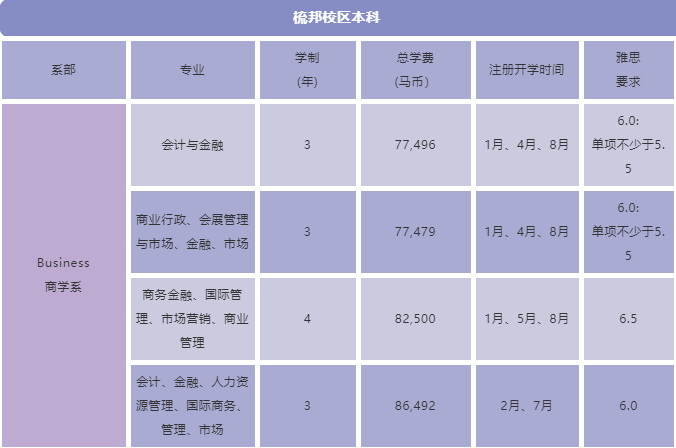 梳邦校区本科
系部
专业
学制
(年)
总学费
(马币)
注册开学时间
雅思
要求
Business
商学系
会计与金融
3
77,496
1月、4月、8月
6.0:
单项不少于5.
5
商业行政、会展管理
与市场、金融、市场
3
77,479
1月、4月、8月
6.0:
单项不少于5.
5
商务金融、国际管
理、市场营销、商业
管理
4
82,500
1月、5月、8月
6.5
会计、金融、人力资
源管理、国际商务、
管理、市场
3
86,492
2月、7月
6.0